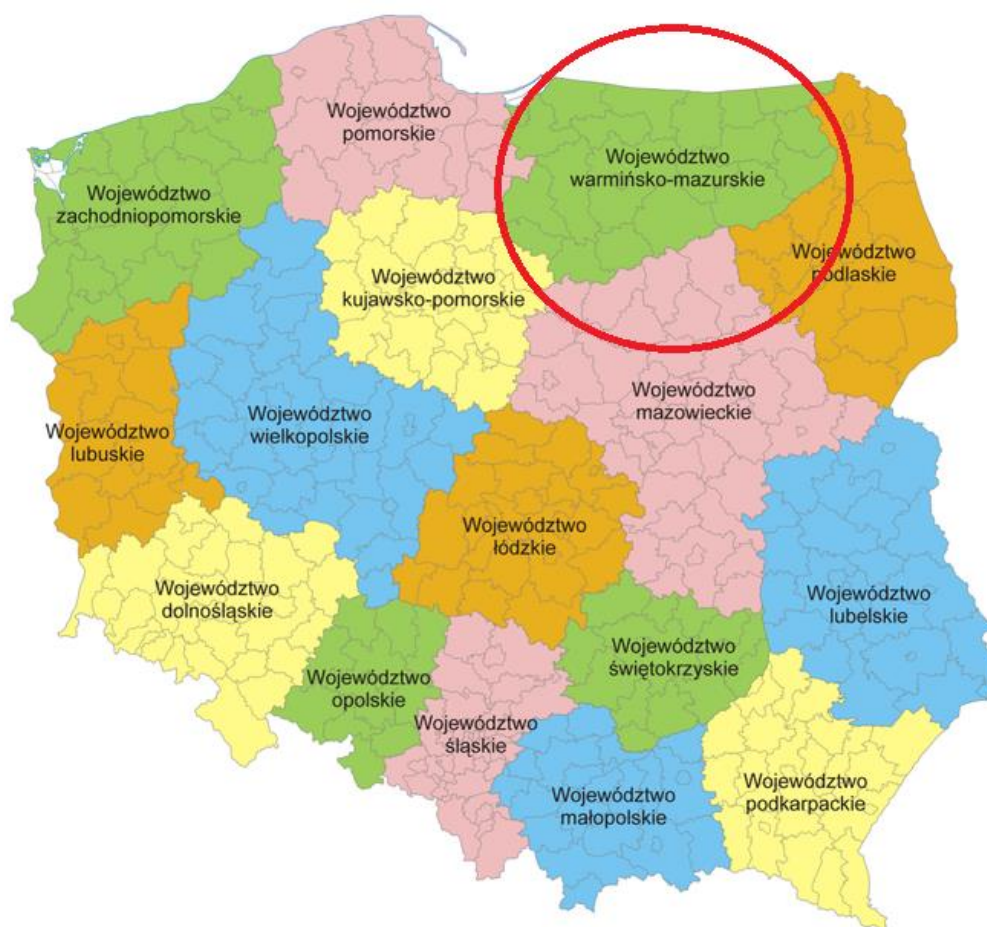 Województwo
pomorskie
Województwo
warmińsko-mazurskie
Województwo
zachodniopomorskie
Województwo
podlaskie
Województwo
kujawsko-pomorskie
Województwo
mazowieckie
Województwo
wielkopolskie
Województwo
lubuskie
Województwo
łódzkie
Województwo
dolnośląskie
Województwo
lubelskie
Województwo
świętokrzyskie
Województwo
opolskie
Województwo
śląskie
Województwo
podkarpackie
Województwo
małopolskie